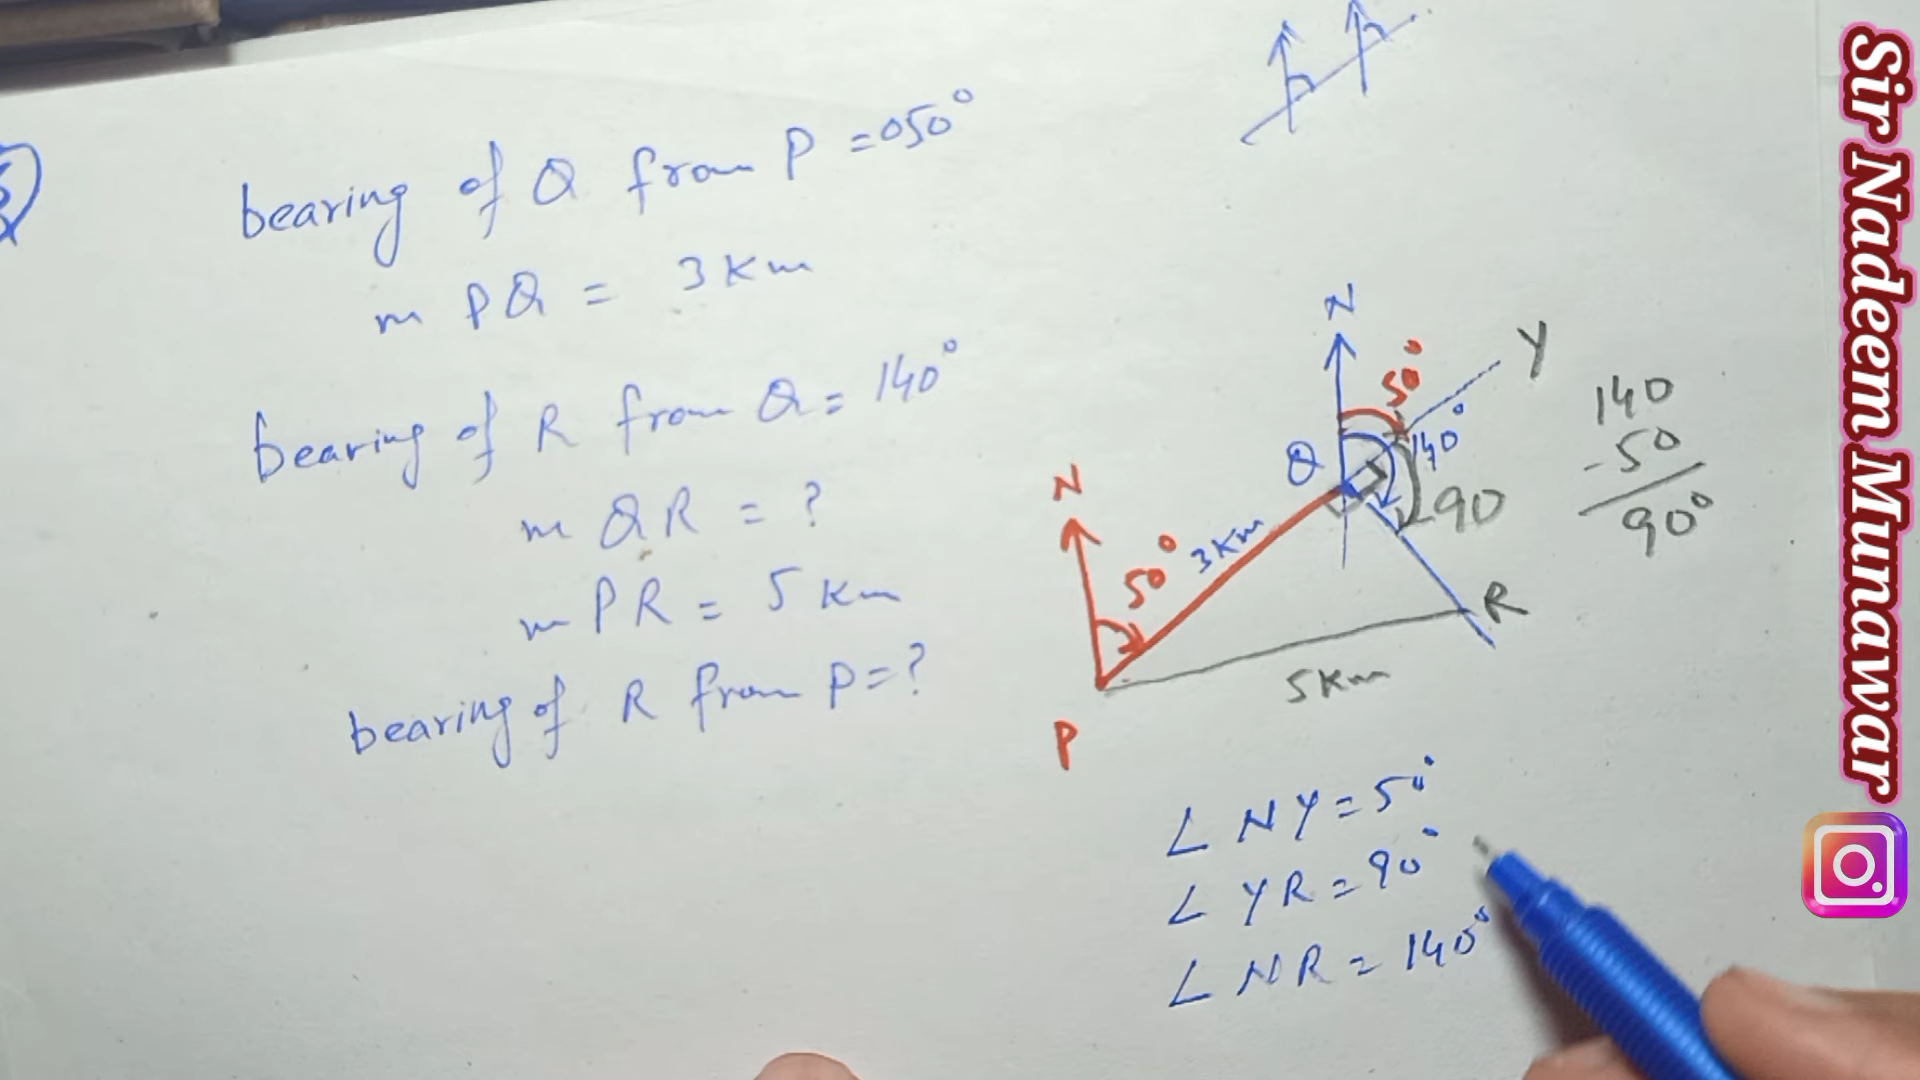 bearing of Q from P = 050°
m PQ = 3 Km
bearing of R from Q = 140°
m QR = ?
m PR = 5 Km
bearing of R from P = ?
N
50°
Y
Q
140°
90
N
50°
3 Km
R
5 Km
P
140
- 50
90°
∠ NY = 50°
∠ YR = 90°
∠ NR = 140°
Sir Nadeem Munawar